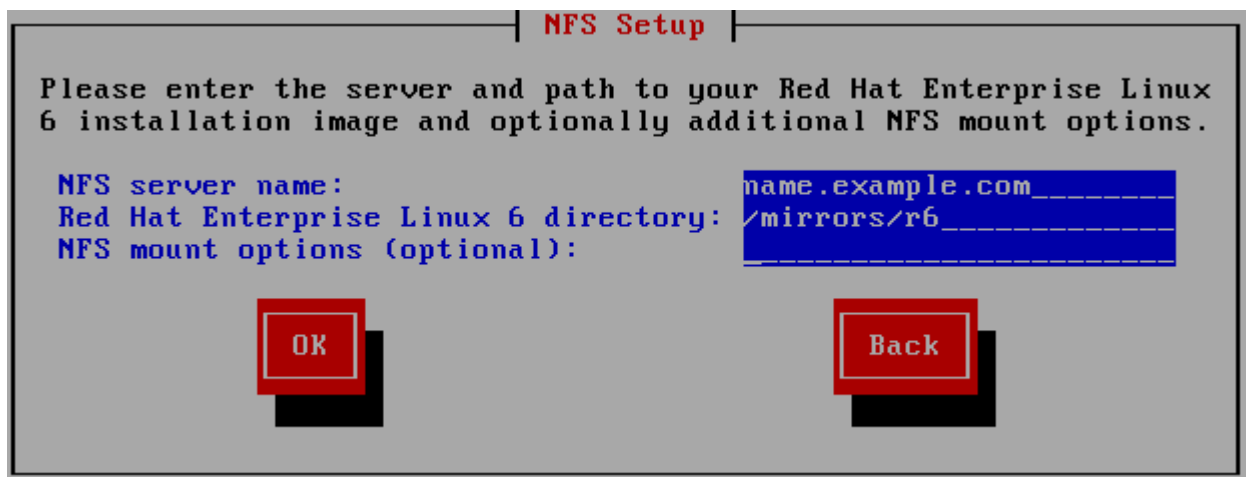 NFS Setup
Please enter the server and path to your Red Hat Enterprise Linux
6 installation image and optionally additional NFS mount options.
NFS server name: name.example.com________
Red Hat Enterprise Linux 6 directory: /mirrors/r6_____________
NFS mount options (optional): ________________________
OK Back